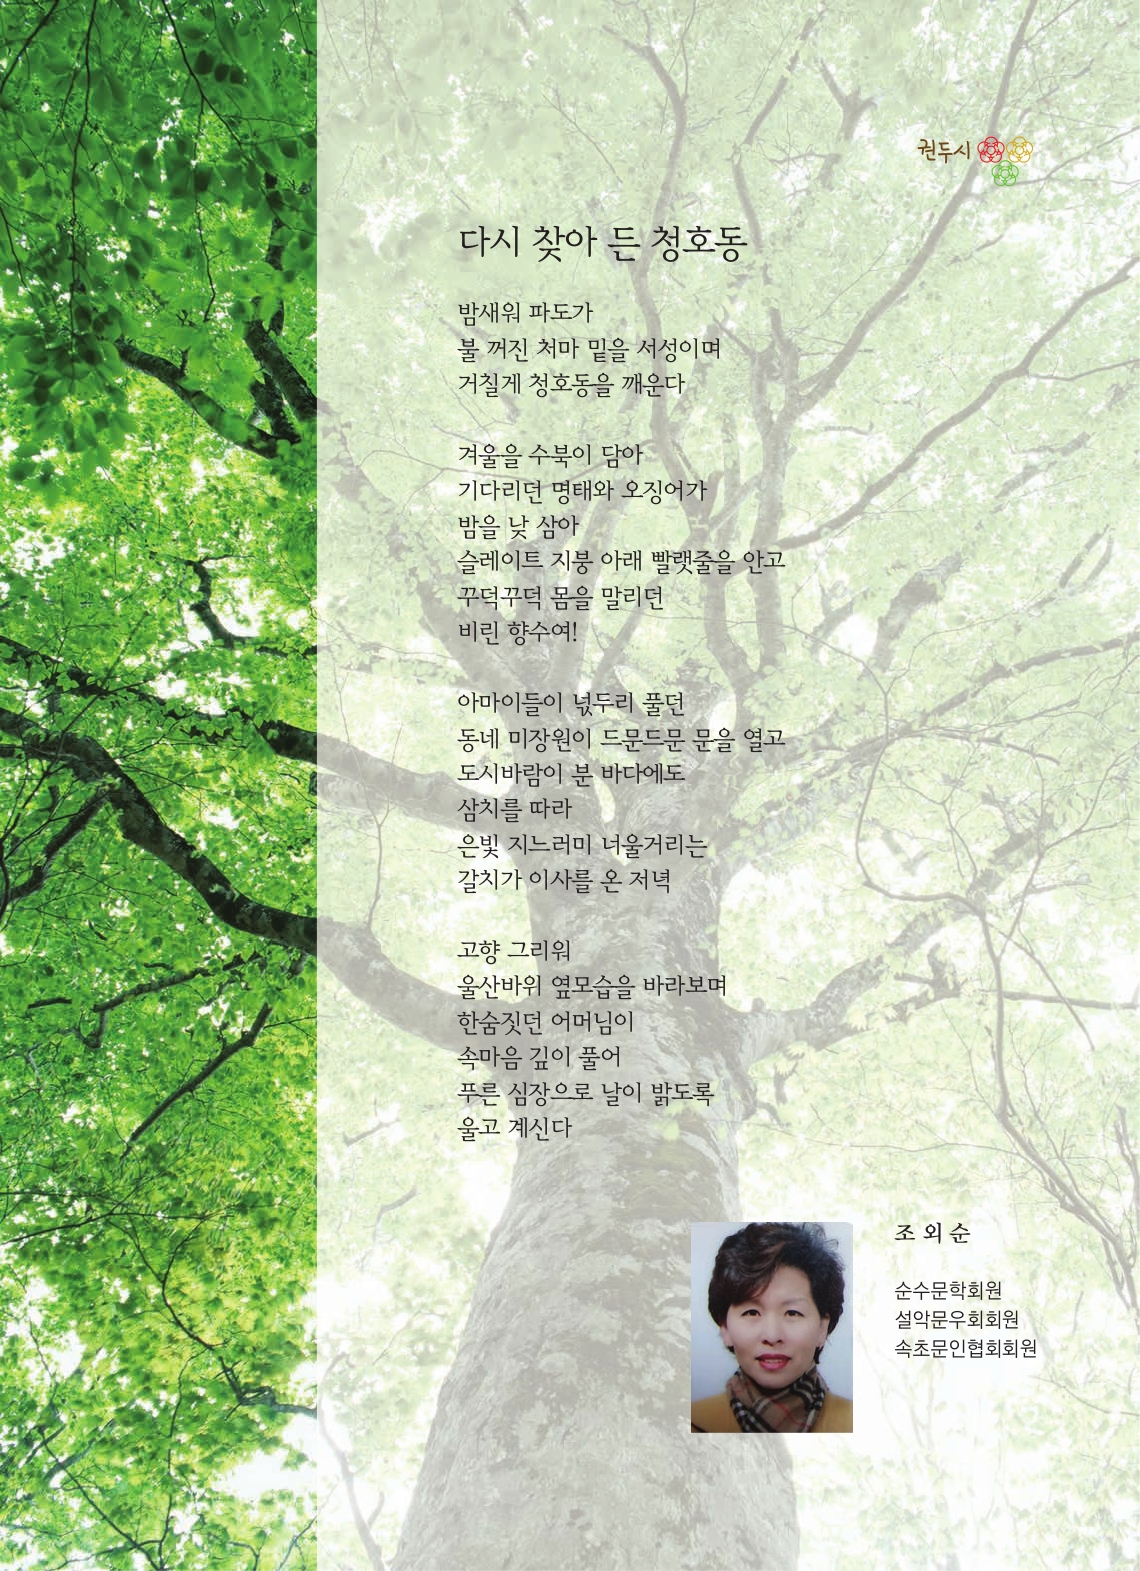 권두시
다시 찾아 든 청호동
밤새워 파도가
불 꺼진 처마 밑을 서성이며
거칠게 청호동을 깨운다
겨울을 수북이 담아
기다리던 명태와 오징어가
밤을 낮 삼아
슬레이트 지붕 아래 빨랫줄을 안고
꾸덕꾸덕 몸을 말리던
비린 향수여!
아마이들이 넋두리 풀던
동네 미장원이 드문드문 문을 열고
도시바람이 분 바다에도
삼치를 따라
은빛 지느러미 너울거리는
갈치가 이사를 온 저녁
고향 그리워
울산바위 옆모습을 바라보며
한숨짓던 어머님이
속마음 깊이 풀어
푸른 심장으로 날이 밝도록
울고 계신다
조 외 순
순수문학회원
설악문우회회원
속초문인협회회원